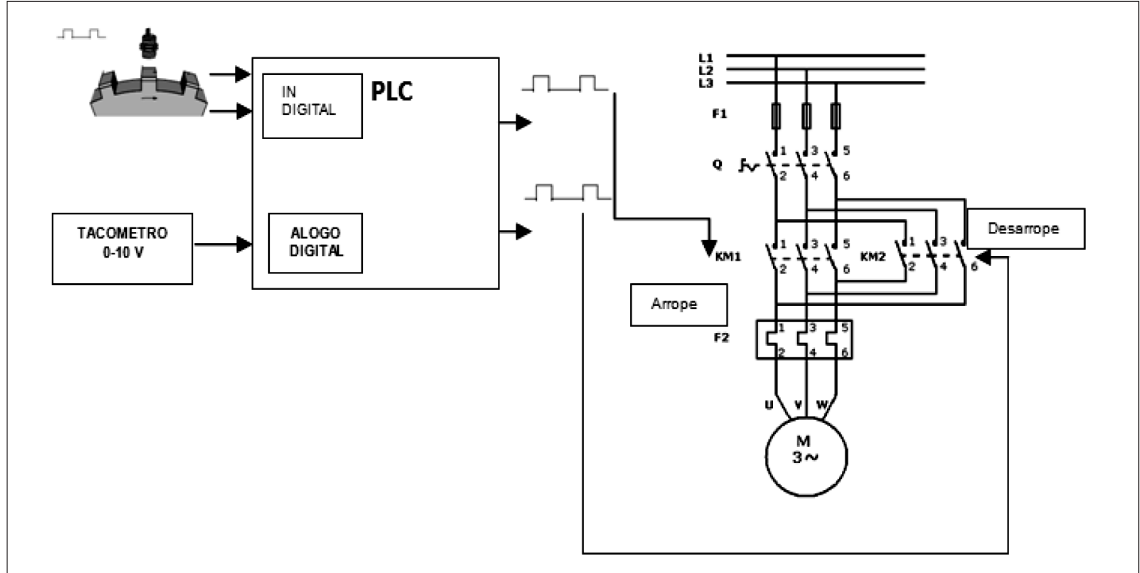 PLC
IN
DIGITAL
TACOMETRO
0-10 V
ALOGO
DIGITAL
L1
L2
L3
F1
Q
1 3 5
2 4 6
KM1
1 3 5
2 4 6
KM2
1 3
2 4 6
Desarrope
Arrope
F2
1 3 5
2 4 6
U V W
M
3~